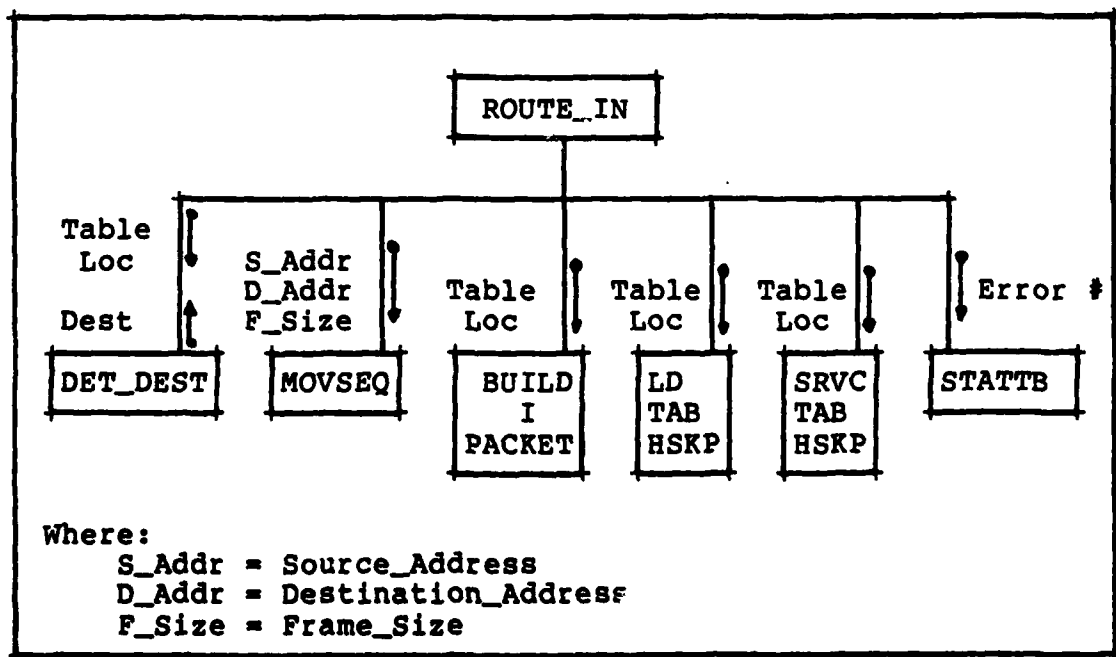 ROUTE_IN
Table
Loc
Dest
S_Addr
D_Addr
F_Size
Table
Loc
Table
Loc
Table
Loc
Error #
DET_DEST
MOVSEQ
BUILD
I
PACKET
LD
TAB
HSKP
SRVC
TAB
HSKP
STATTB
Where:
S_Addr = Source_Address
D_Addr = Destination_Address
F_Size = Frame_Size